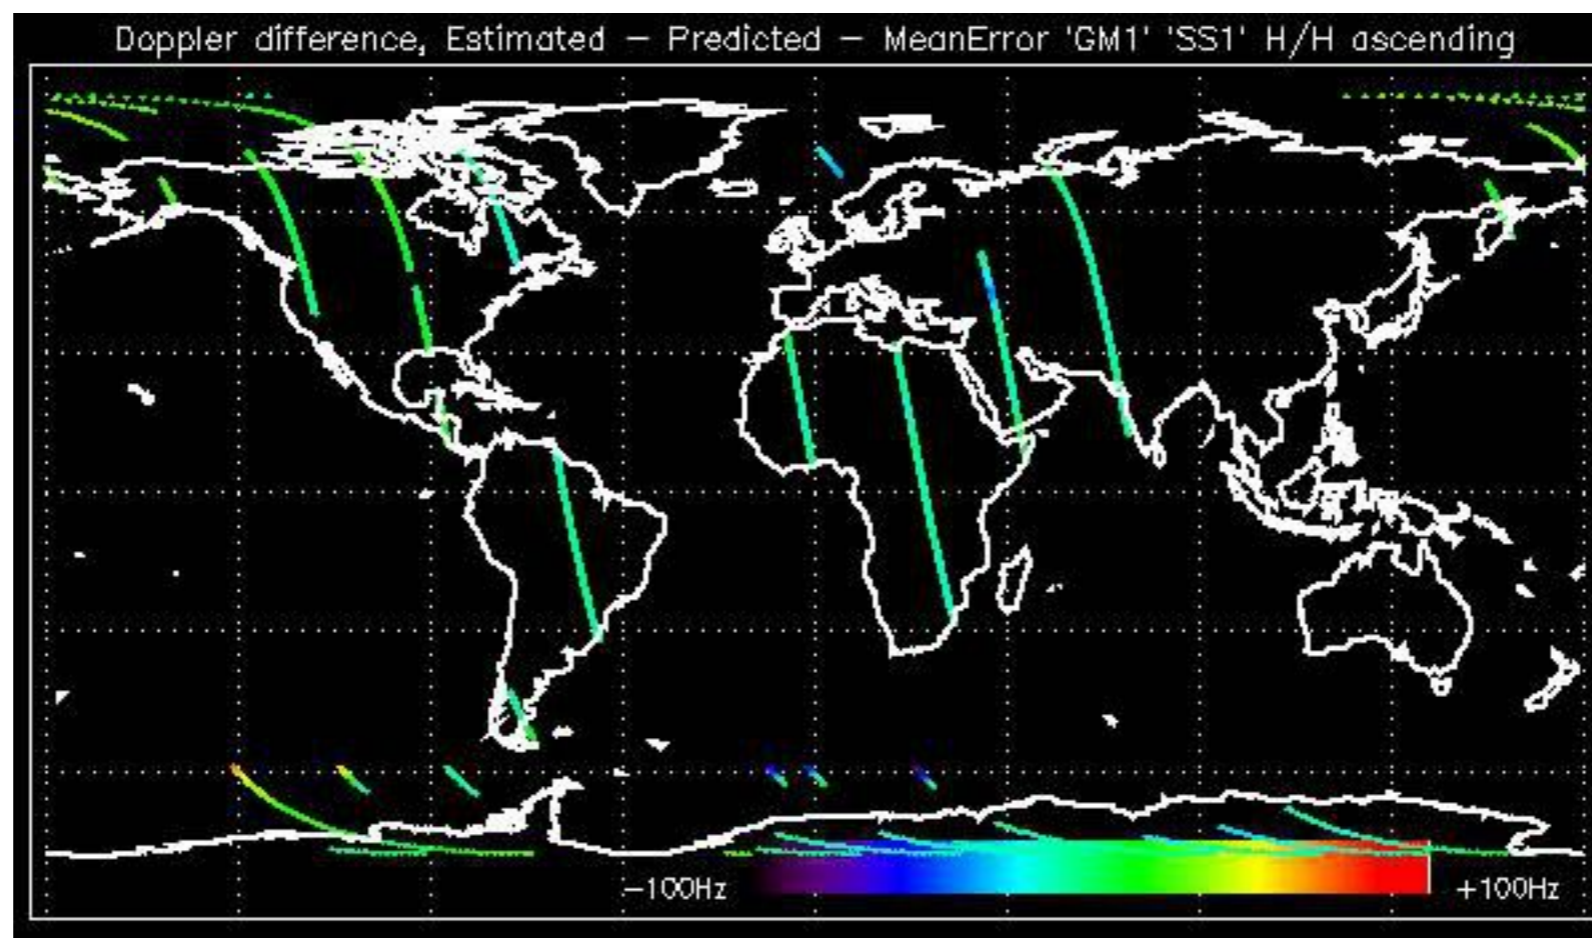 Doppler difference, Estimated – Predicted – MeanError 'GM1' 'SS1' H/H ascending
–100Hz +100Hz